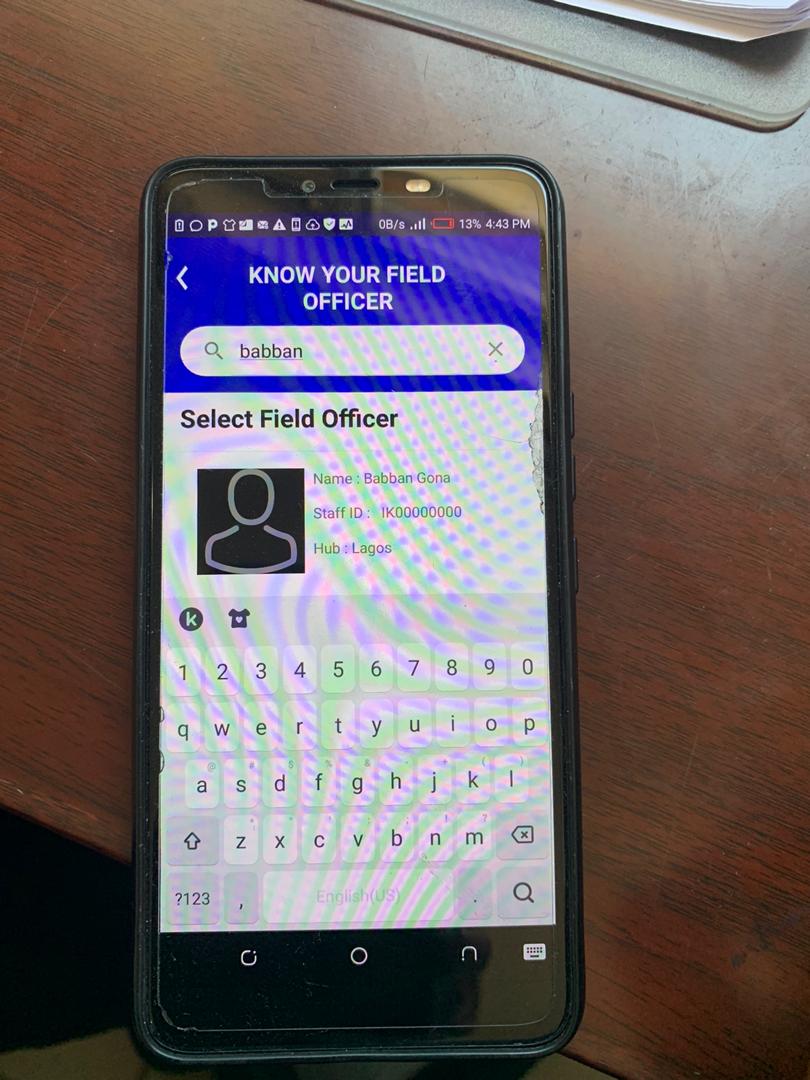 0B/s 13% 4:43 PM
KNOW YOUR FIELD
OFFICER
babban
Select Field Officer
Name : Babban Gona
Staff ID : IK00000000
Hub : Lagos
k
1 2 3 4 5 6 7 8 9 0
q w e r t y u i o p
@ # $ % & - + ( )
a s d f g h j k l
z x c v b n m
?123 , English(US) .